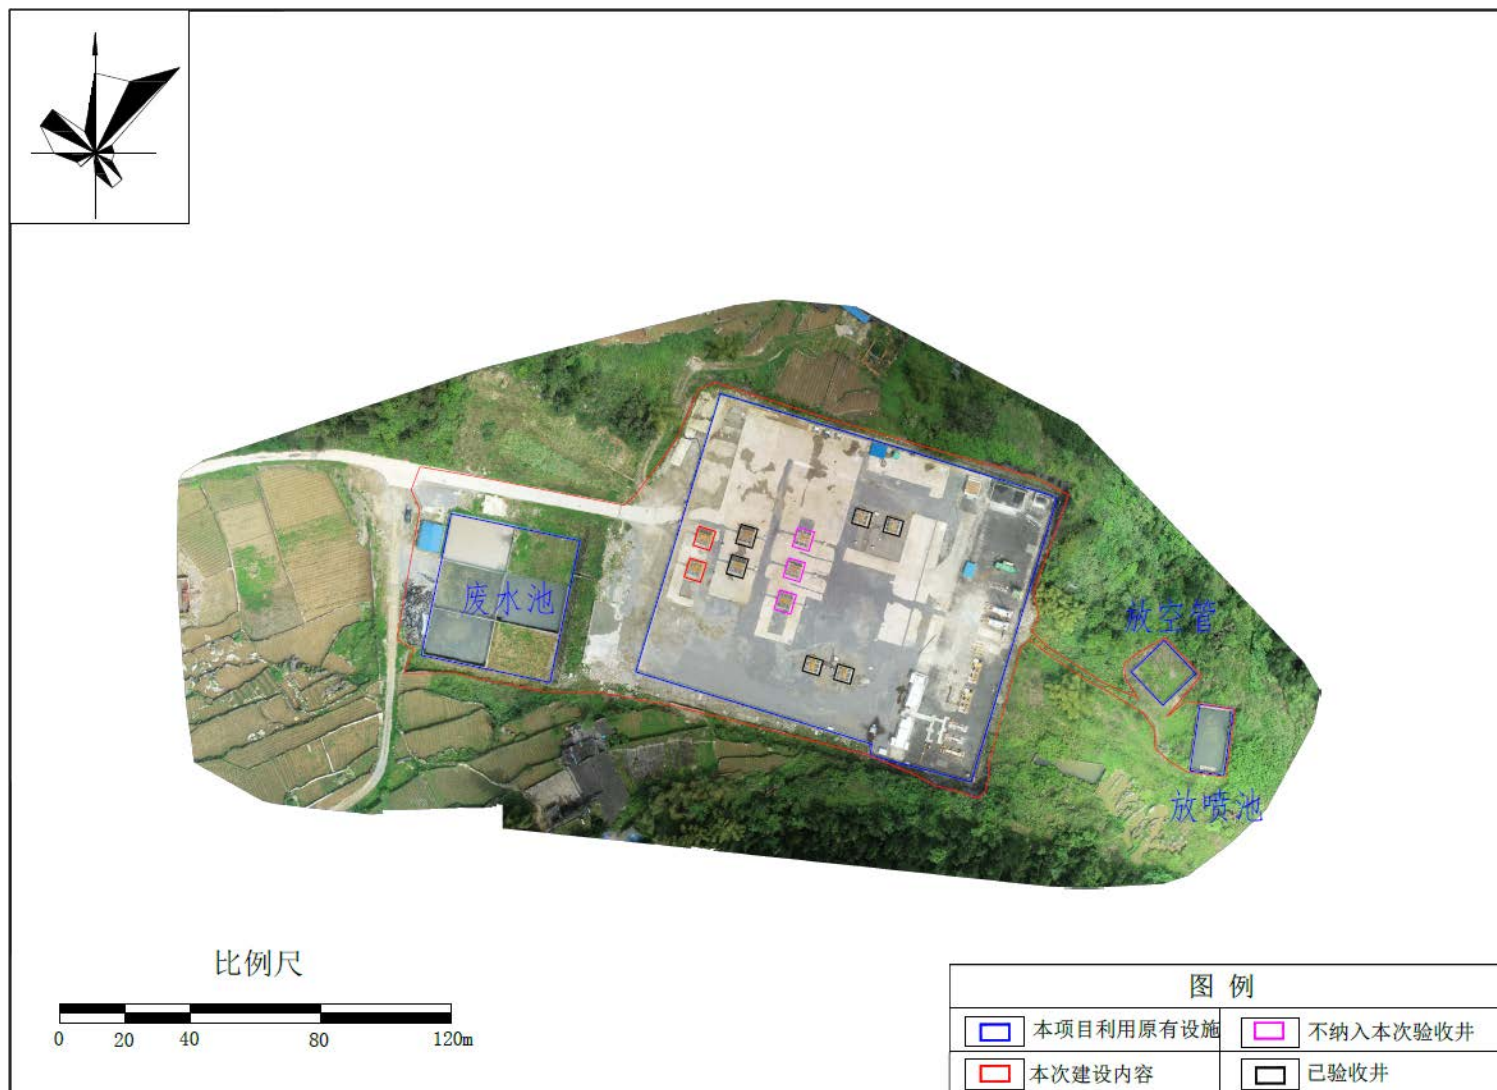 废水池
放空管
放喷池
比例尺
0 20 40 80 120m
图 例
本项目利用原有设施
不纳入本次验收井
本次建设内容
已验收井